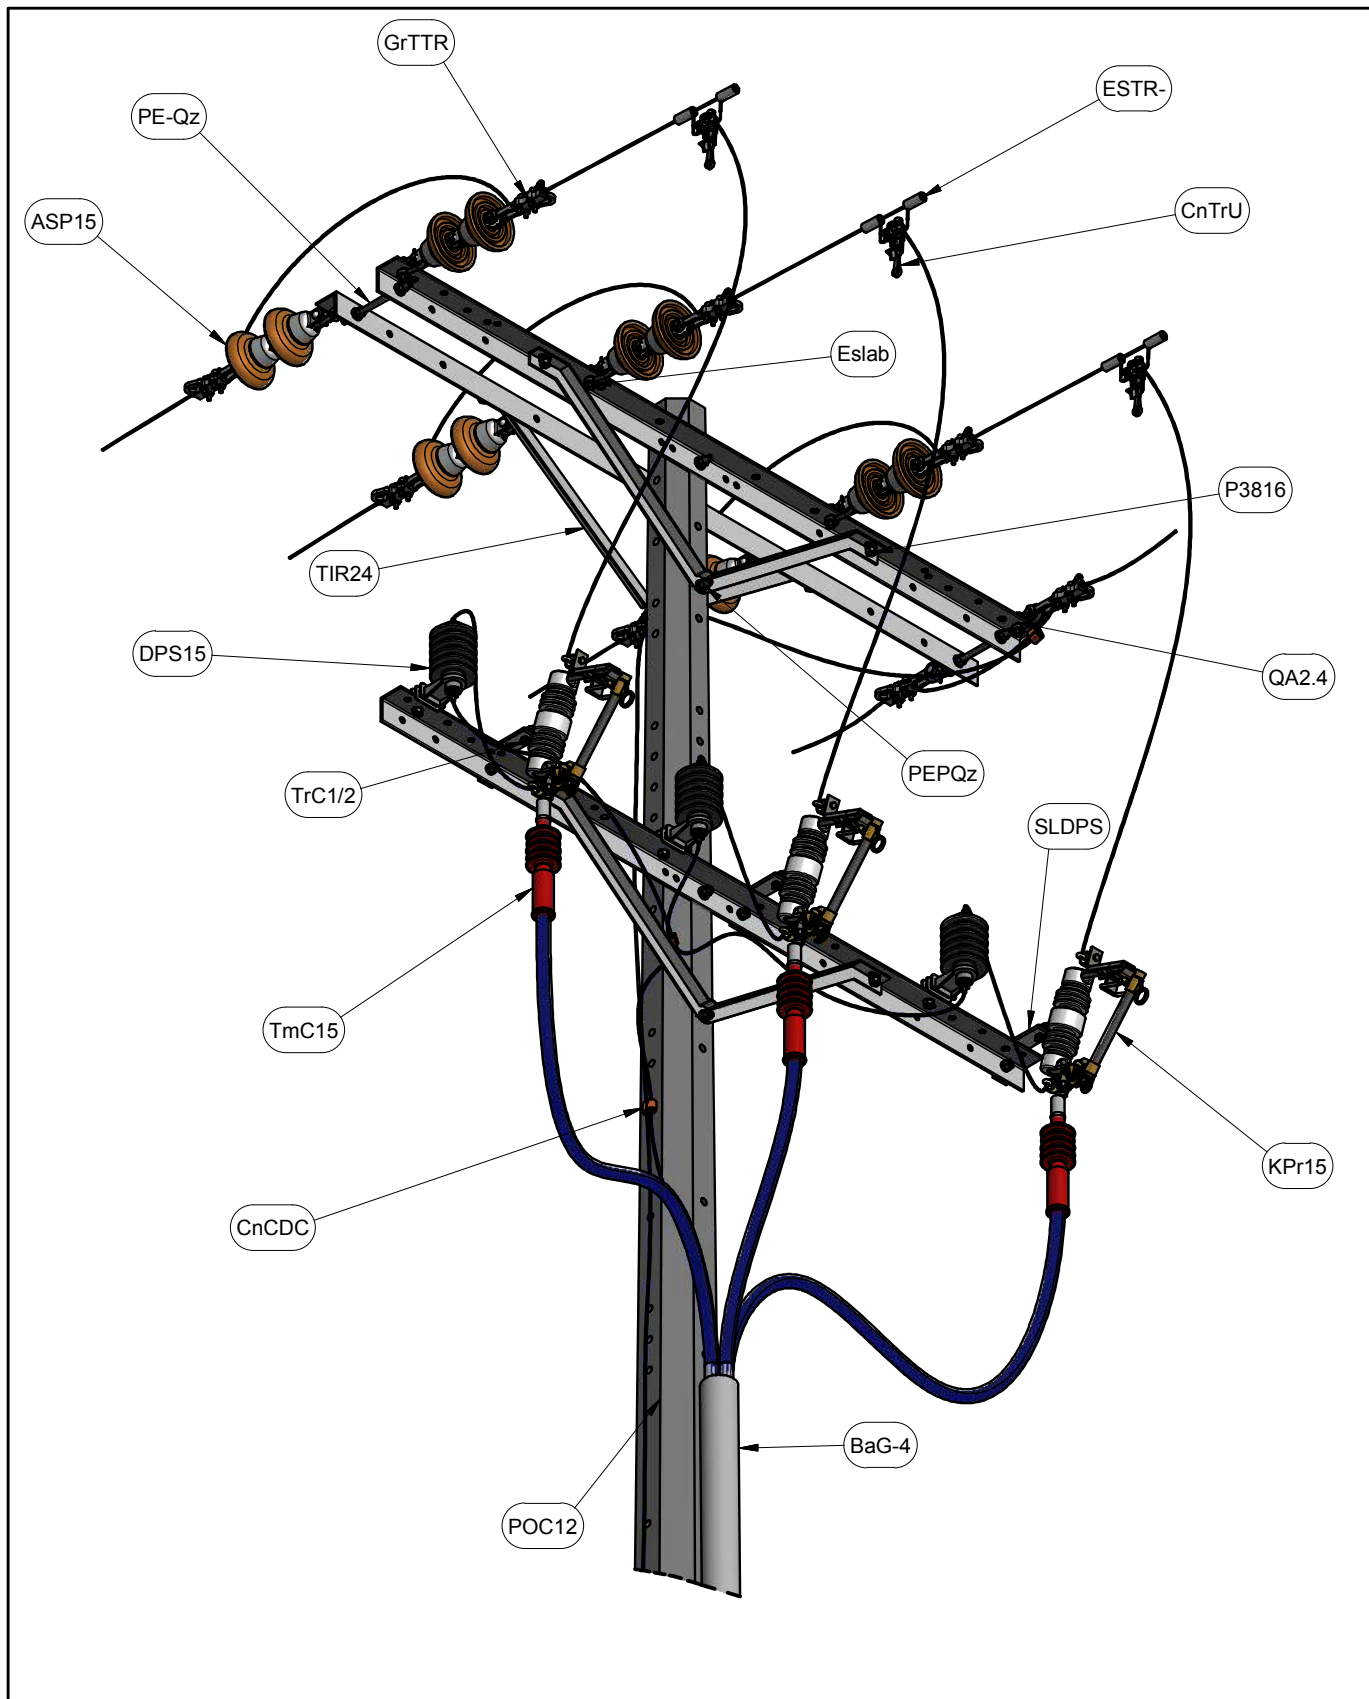 GrTTR
ESTR-
PE-Qz
CnTrU
ASP15
Eslab
P3816
TIR24
DPS15
QA2.4
PEPQz
TrC1/2
SLDPS
TmC15
KPr15
CnCDC
BaG-4
POC12